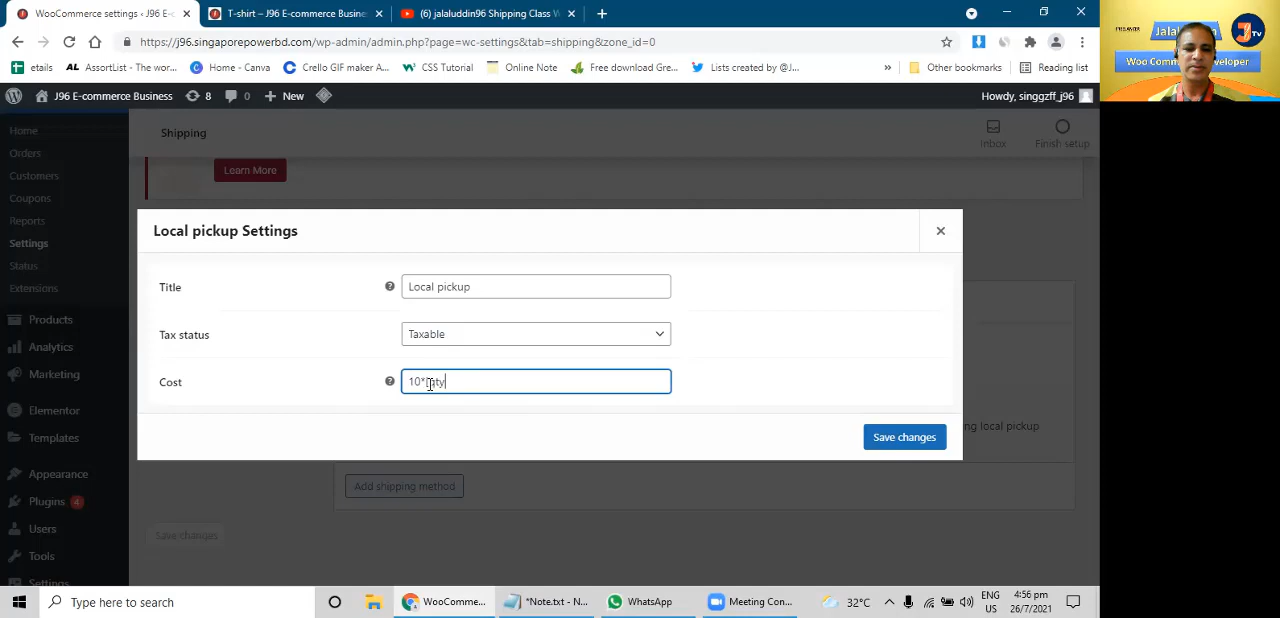 WooCommerce settings ‹ J96 E-c
T-shirt – J96 E-commerce Busine
(6) jalaluddin96 Shipping Class W
https://j96.singaporepowerbd.com/wp-admin/admin.php?page=wc-settings&tab=shipping&zone_id=0
etails
AssortList - The wor...
Home - Canva
Crello GIF maker A...
CSS Tutorial
Online Note
Free download Gre...
Lists created by @J...
»
Other bookmarks
Reading list
J96 E-commerce Business
8
0
New
Howdy, singgzff_j96
Home
Orders
Customers
Coupons
Reports
Settings
Status
Extensions
Products
Analytics
Marketing
Elementor
Templates
Appearance
Plugins 4
Users
Tools
Settings
Shipping
Inbox
Finish setup
Learn More
Local pickup Settings
Title
Local pickup
Tax status
Taxable
Cost
Save changes
ng local pickup
Add shipping method
Save changes
Type here to search
WooComme...
*Note.txt - N...
WhatsApp
Meeting Con...
32°C
ENG
US
4:56 pm
26/7/2021
TV